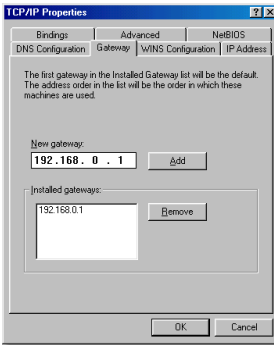 TCP/IP Properties
Bindings Advanced NetBIOS
DNS Configuration Gateway WINS Configuration IP Address
The first gateway in the Installed Gateway list will be the default.
The address order in the list will be the order in which these
machines are used.
New gateway:
192.168. 0 . 1 Add
Installed gateways:
192.168.0.1 Remove
OK Cancel